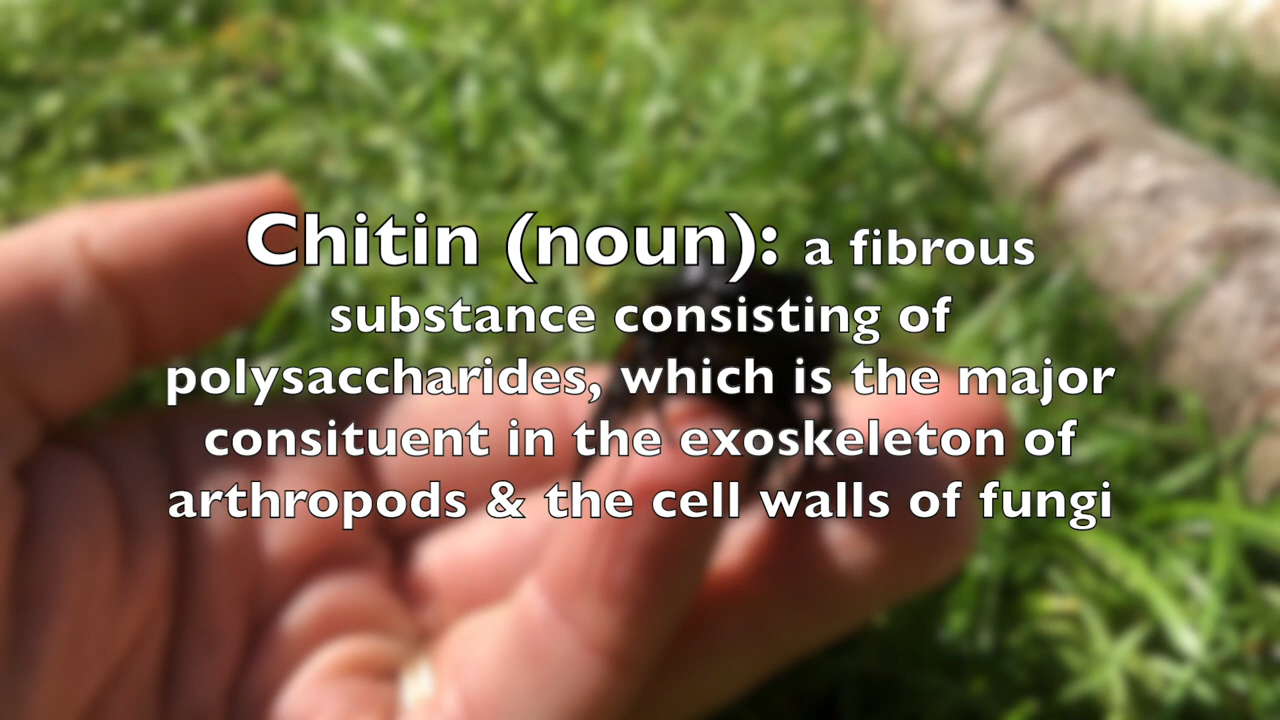 Chitin (noun): a fibrous
substance consisting of
polysaccharides, which is the major
consituent in the exoskeleton of
arthropods & the cell walls of fungi